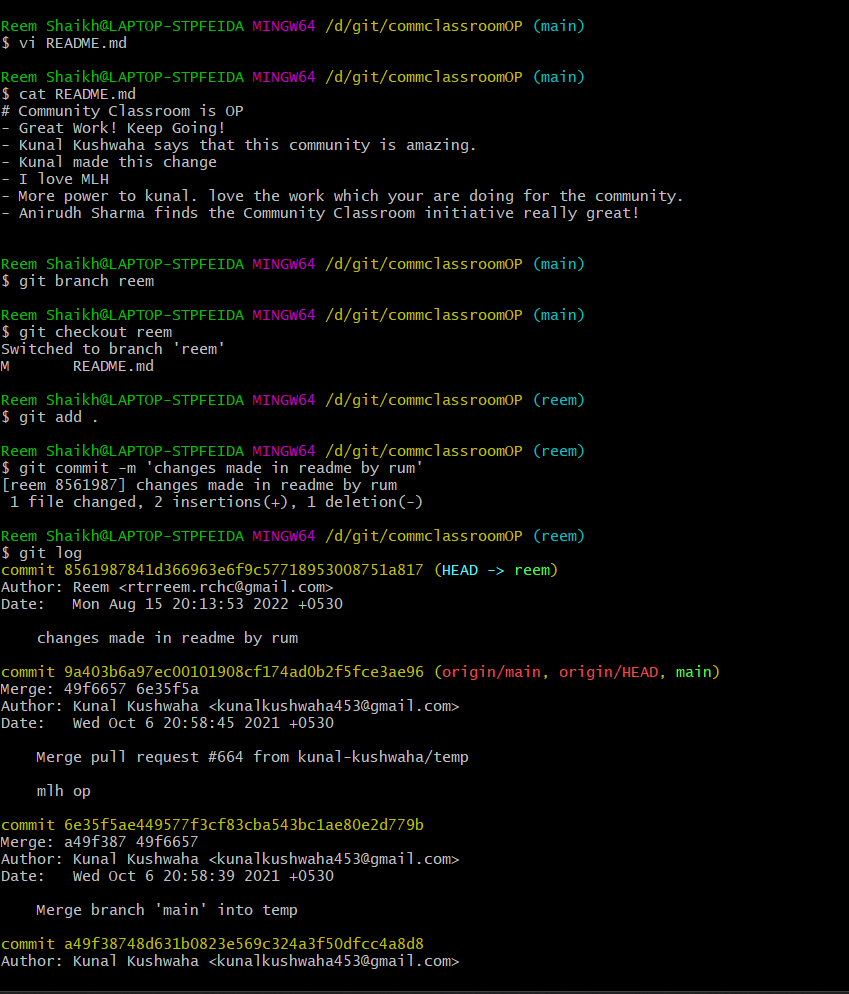 Reem Shaikh@LAPTOP-STPFEIDA MINGW64 /d/git/commclassroomOP (main)
$ vi README.md
Reem Shaikh@LAPTOP-STPFEIDA MINGW64 /d/git/commclassroomOP (main)
$ cat README.md
# Community Classroom is OP
- Great Work! Keep Going!
- Kunal Kushwaha says that this community is amazing.
- Kunal made this change
- I love MLH
- More power to kunal. love the work which your are doing for the community.
- Anirudh Sharma finds the Community Classroom initiative really great!
Reem Shaikh@LAPTOP-STPFEIDA MINGW64 /d/git/commclassroomOP (main)
$ git branch reem
Reem Shaikh@LAPTOP-STPFEIDA MINGW64 /d/git/commclassroomOP (main)
$ git checkout reem
Switched to branch 'reem'
M       README.md
Reem Shaikh@LAPTOP-STPFEIDA MINGW64 /d/git/commclassroomOP (reem)
$ git add .
Reem Shaikh@LAPTOP-STPFEIDA MINGW64 /d/git/commclassroomOP (reem)
$ git commit -m 'changes made in readme by rum'
[reem 8561987] changes made in readme by rum
 1 file changed, 2 insertions(+), 1 deletion(-)
Reem Shaikh@LAPTOP-STPFEIDA MINGW64 /d/git/commclassroomOP (reem)
$ git log
commit 8561987841d366963e6f9c57718953008751a817 (HEAD -> reem)
Author: Reem <rtrreem.rchc@gmail.com>
Date:   Mon Aug 15 20:13:53 2022 +0530
    changes made in readme by rum
commit 9a403b6a97ec00101908cf174ad0b2f5fce3ae96 (origin/main, origin/HEAD, main)
Merge: 49f6657 6e35f5a
Author: Kunal Kushwaha <kunalkushwaha453@gmail.com>
Date:   Wed Oct 6 20:58:45 2021 +0530
    Merge pull request #664 from kunal-kushwaha/temp
    mlh op
commit 6e35f5ae449577f3cf83cba543bc1ae80e2d779b
Merge: a49f387 49f6657
Author: Kunal Kushwaha <kunalkushwaha453@gmail.com>
Date:   Wed Oct 6 20:58:39 2021 +0530
    Merge branch 'main' into temp
commit a49f38748d631b0823e569c324a3f50dfcc4a8d8
Author: Kunal Kushwaha <kunalkushwaha453@gmail.com>